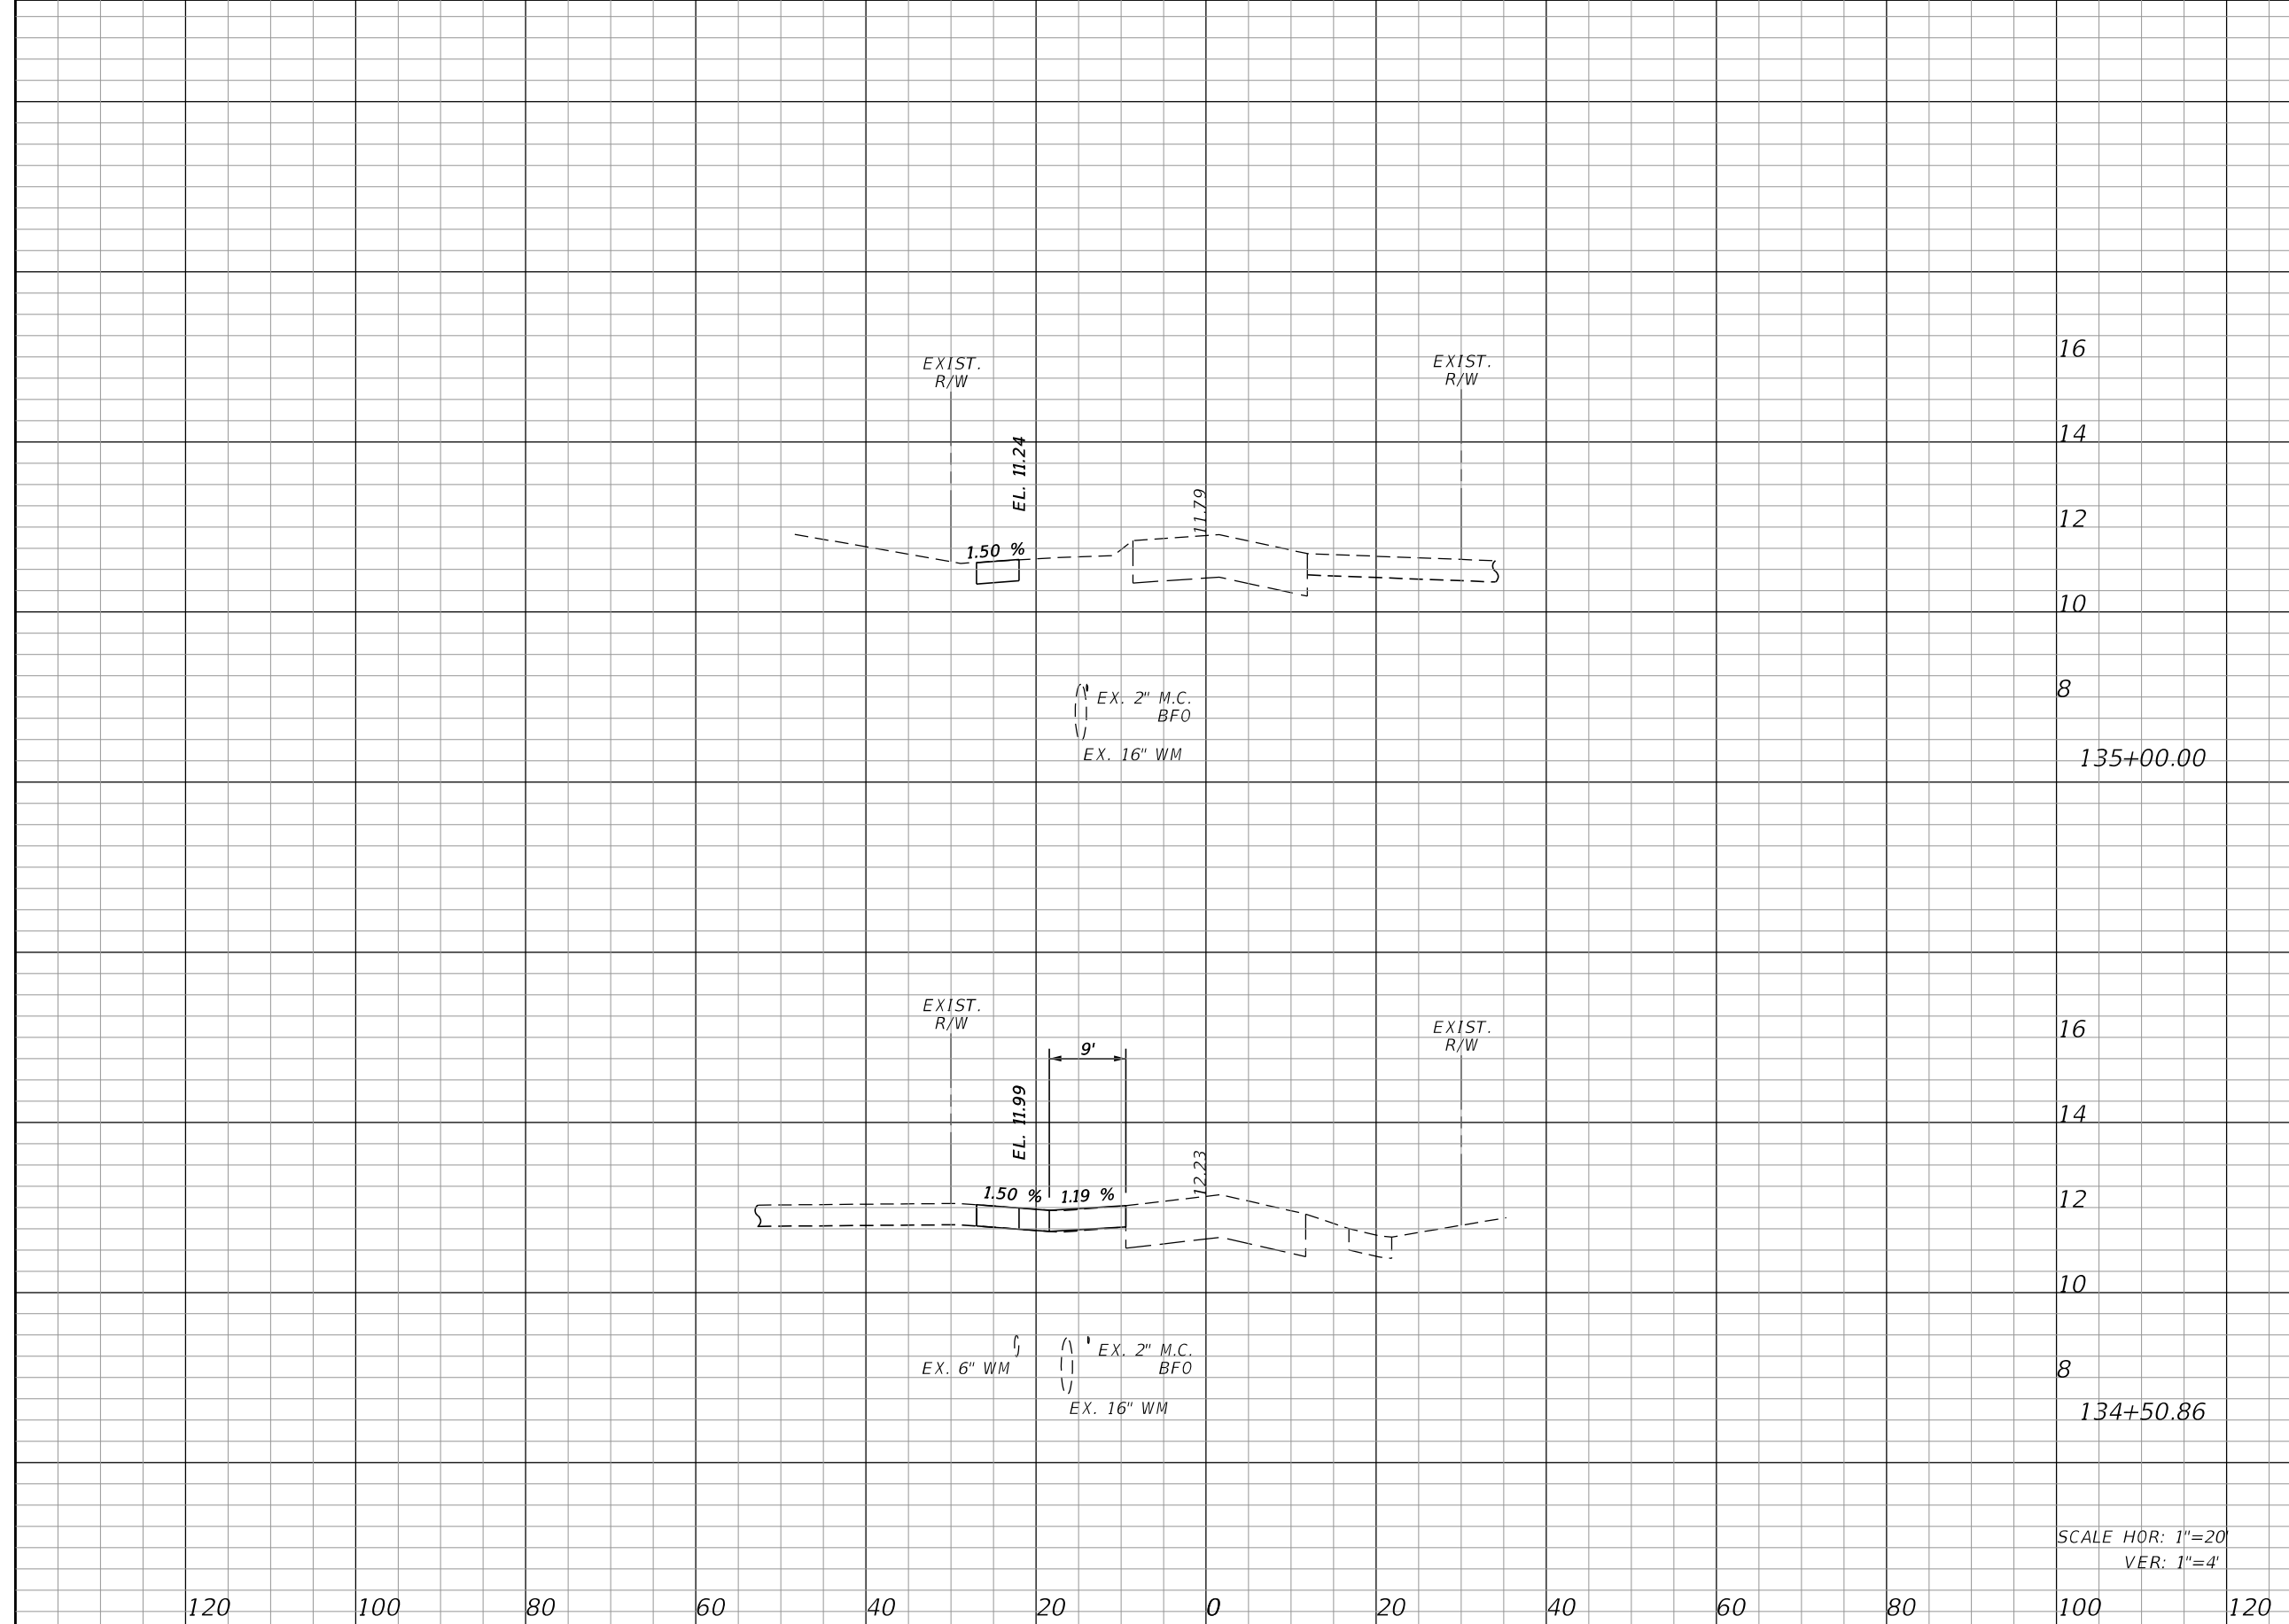 16
EXIST.
R/W
EXIST.
R/W
14
EL. 11.24
11.79
12
1.50 %
10
8
EX. 2" M.C.
BFO
EX. 16" WM
135+00.00
EXIST.
R/W
EXIST.
R/W
16
9'
14
EL. 11.99
12.23
12
1.50 %
1.19 %
10
EX. 6" WM
EX. 2" M.C.
BFO
8
EX. 16" WM
134+50.86
SCALE HOR: 1"=20'
VER: 1"=4'
120 100 80 60 40 20 0 20 40 60 80 100 120